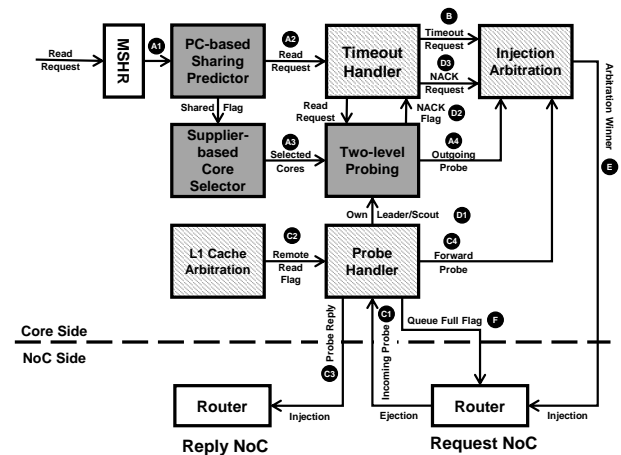 B
A1
A2
Timeout
Request
Read
Request
MSHR
PC-based
Sharing
Predictor
Read
Request
Timeout
Handler
D3
NACK
Request
Injection
Arbitration
Arbitration Winner
Shared Flag
Read
Request
NACK
Flag
D2
Supplier-
based
Core
Selector
A3
Selected
Cores
Two-level
Probing
A4
Outgoing
Probe
E
Own Leader/Scout
D1
L1 Cache
Arbitration
C2
Remote
Read
Flag
Probe
Handler
C4
Forward
Probe
Core Side
NoC Side
Probe Reply
C3
Incoming Probe
C1
Queue Full Flag
F
Router
Injection
Ejection
Router
Injection
Reply NoC
Request NoC